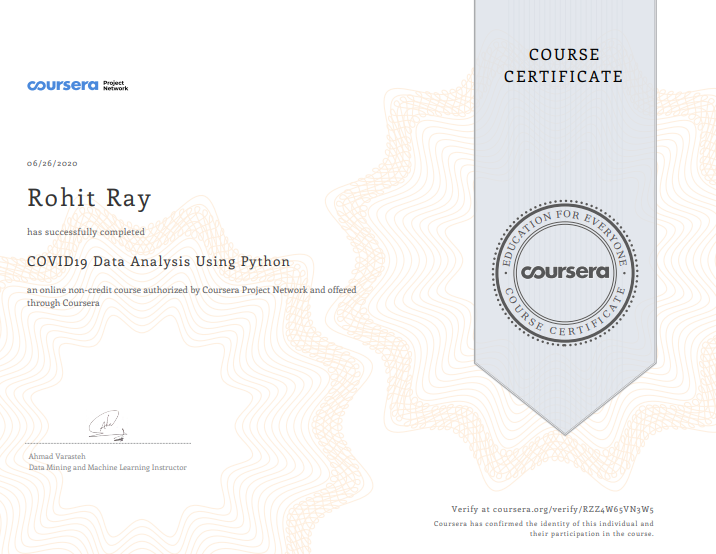 coursera Project Network
06/26/2020
Rohit Ray
has successfully completed
COVID19 Data Analysis Using Python
an online non-credit course authorized by Coursera Project Network and offered
through Coursera
Ahmad Varasteh
Data Mining and Machine Learning Instructor
COURSE
CERTIFICATE
EDUCATION FOR EVERYONE
coursera
COURSE CERTIFICATE
Verify at coursera.org/verify/RZZ4W65VN3W5
Coursera has confirmed the identity of this individual and
their participation in the course.